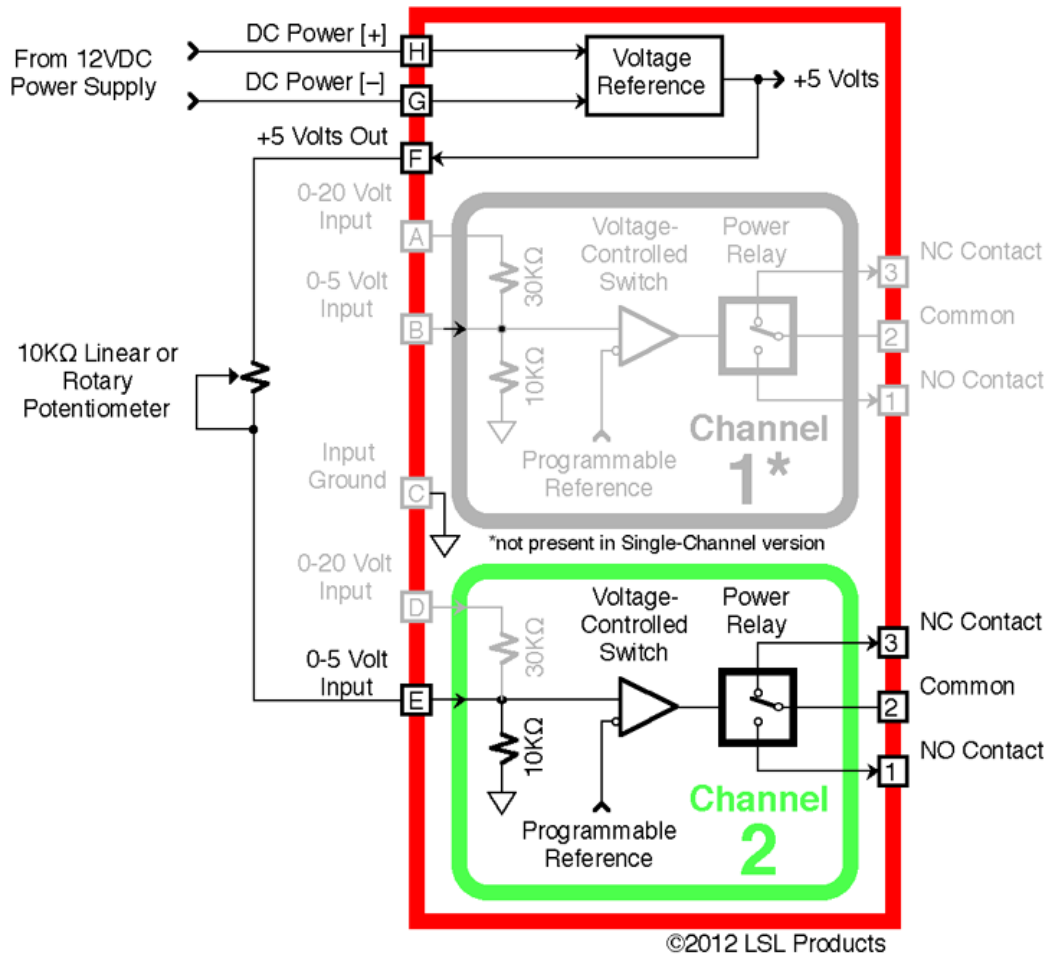 From 12VDC
Power Supply
DC Power [+]
H
DC Power [–]
G
Voltage
Reference
+5 Volts
+5 Volts Out
F
0-20 Volt
Input
A
30KΩ
Voltage-
Controlled
Switch
Power
Relay
3
NC Contact
0-5 Volt
Input
B
10KΩ
2
Common
1
NO Contact
10KΩ Linear or
Rotary
Potentiometer
Programmable
Reference
Channel
1*
Input
Ground
C
*not present in Single-Channel version
0-20 Volt
Input
D
30KΩ
Voltage-
Controlled
Switch
Power
Relay
3
NC Contact
0-5 Volt
Input
E
10KΩ
2
Common
1
NO Contact
Programmable
Reference
Channel
2
©2012 LSL Products